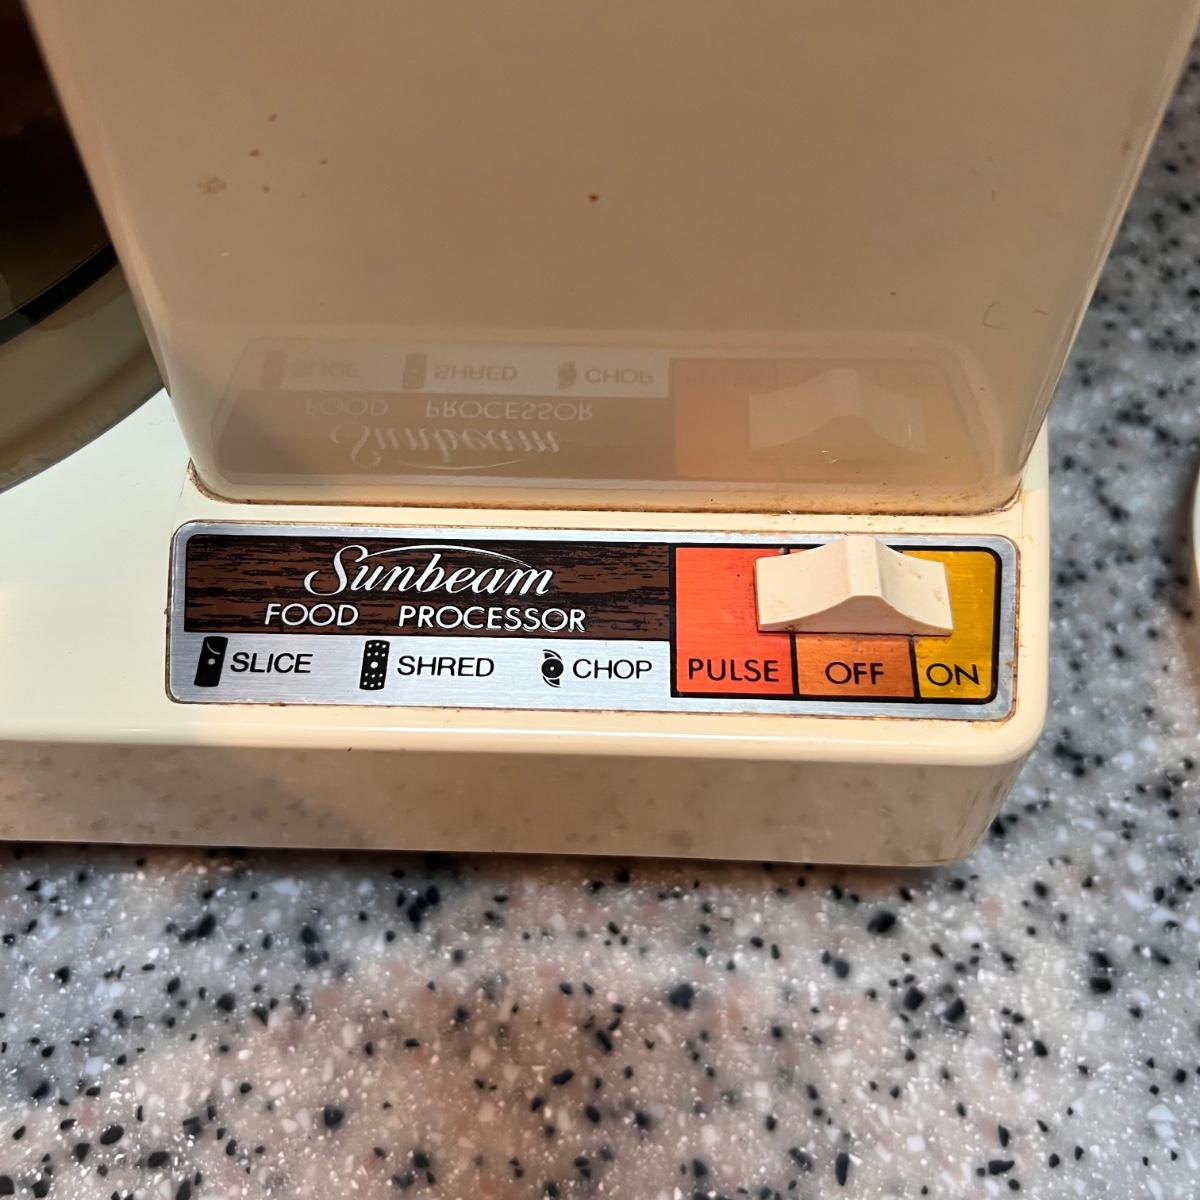 Sunbeam
FOOD PROCESSOR
SLICE SHRED CHOP
PULSE OFF ON